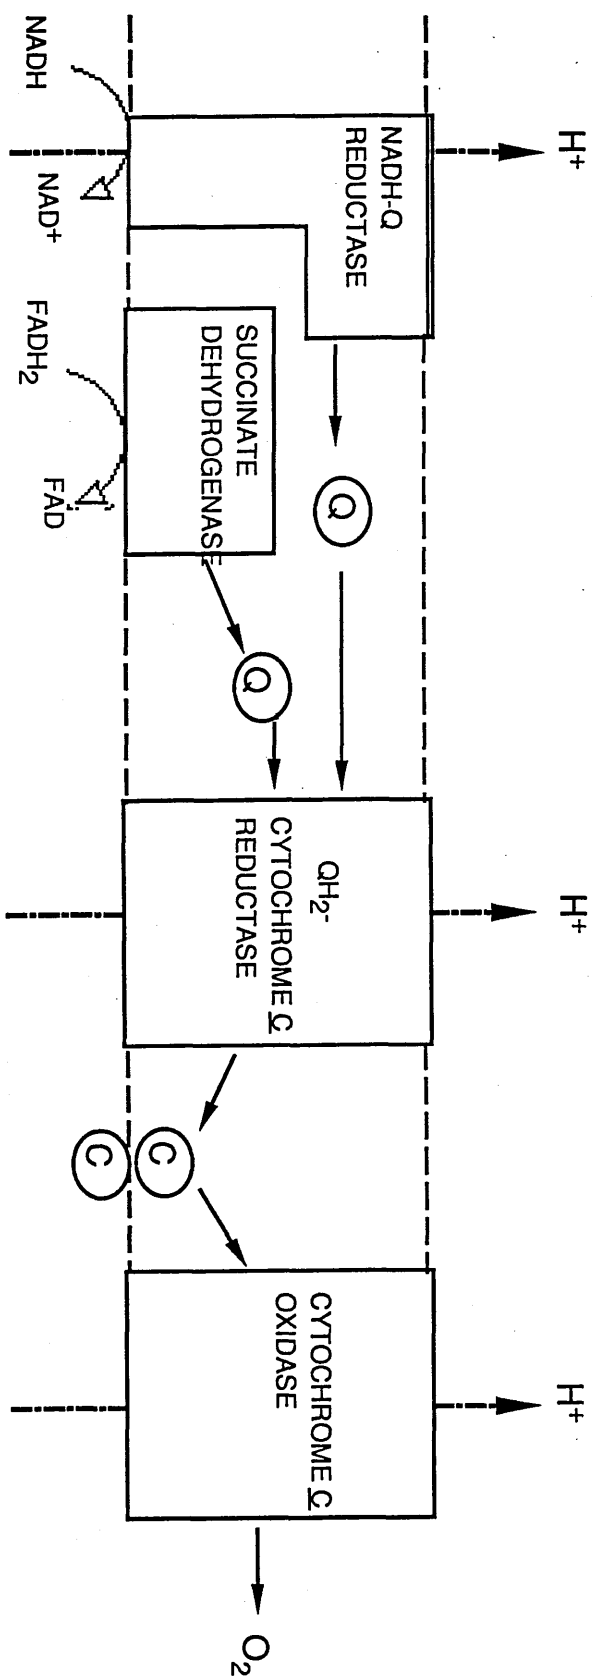 H+
H+
H+
NADH-Q
REDUCTASE
NADH
NAD+
SUCCINATE
DEHYDROGENASE
FADH2
FAD
Q
Q
QH2-
CYTOCHROME C
REDUCTASE
C
C
CYTOCHROME C
OXIDASE
O2